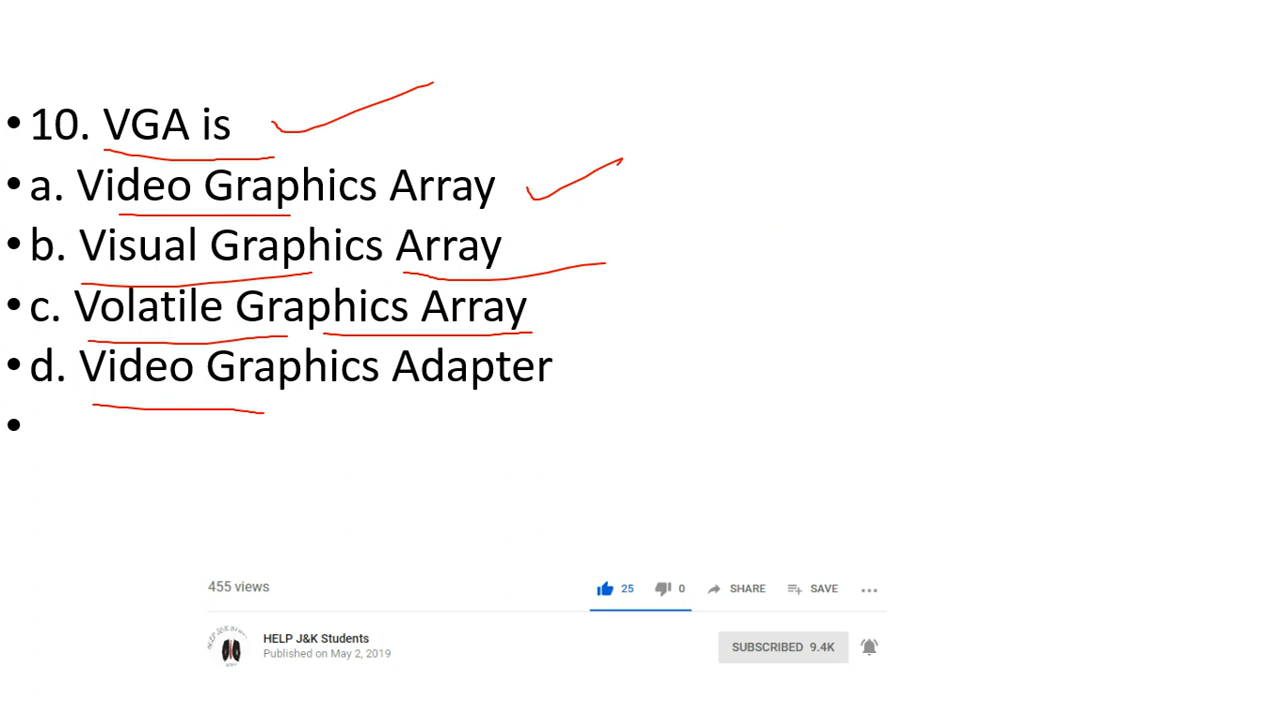 • 10. VGA is
• a. Video Graphics Array
• b. Visual Graphics Array
• c. Volatile Graphics Array
• d. Video Graphics Adapter
•
455 views 25 0 SHARE SAVE ...
HELP J&K Students
Published on May 2, 2019
SUBSCRIBED 9.4K